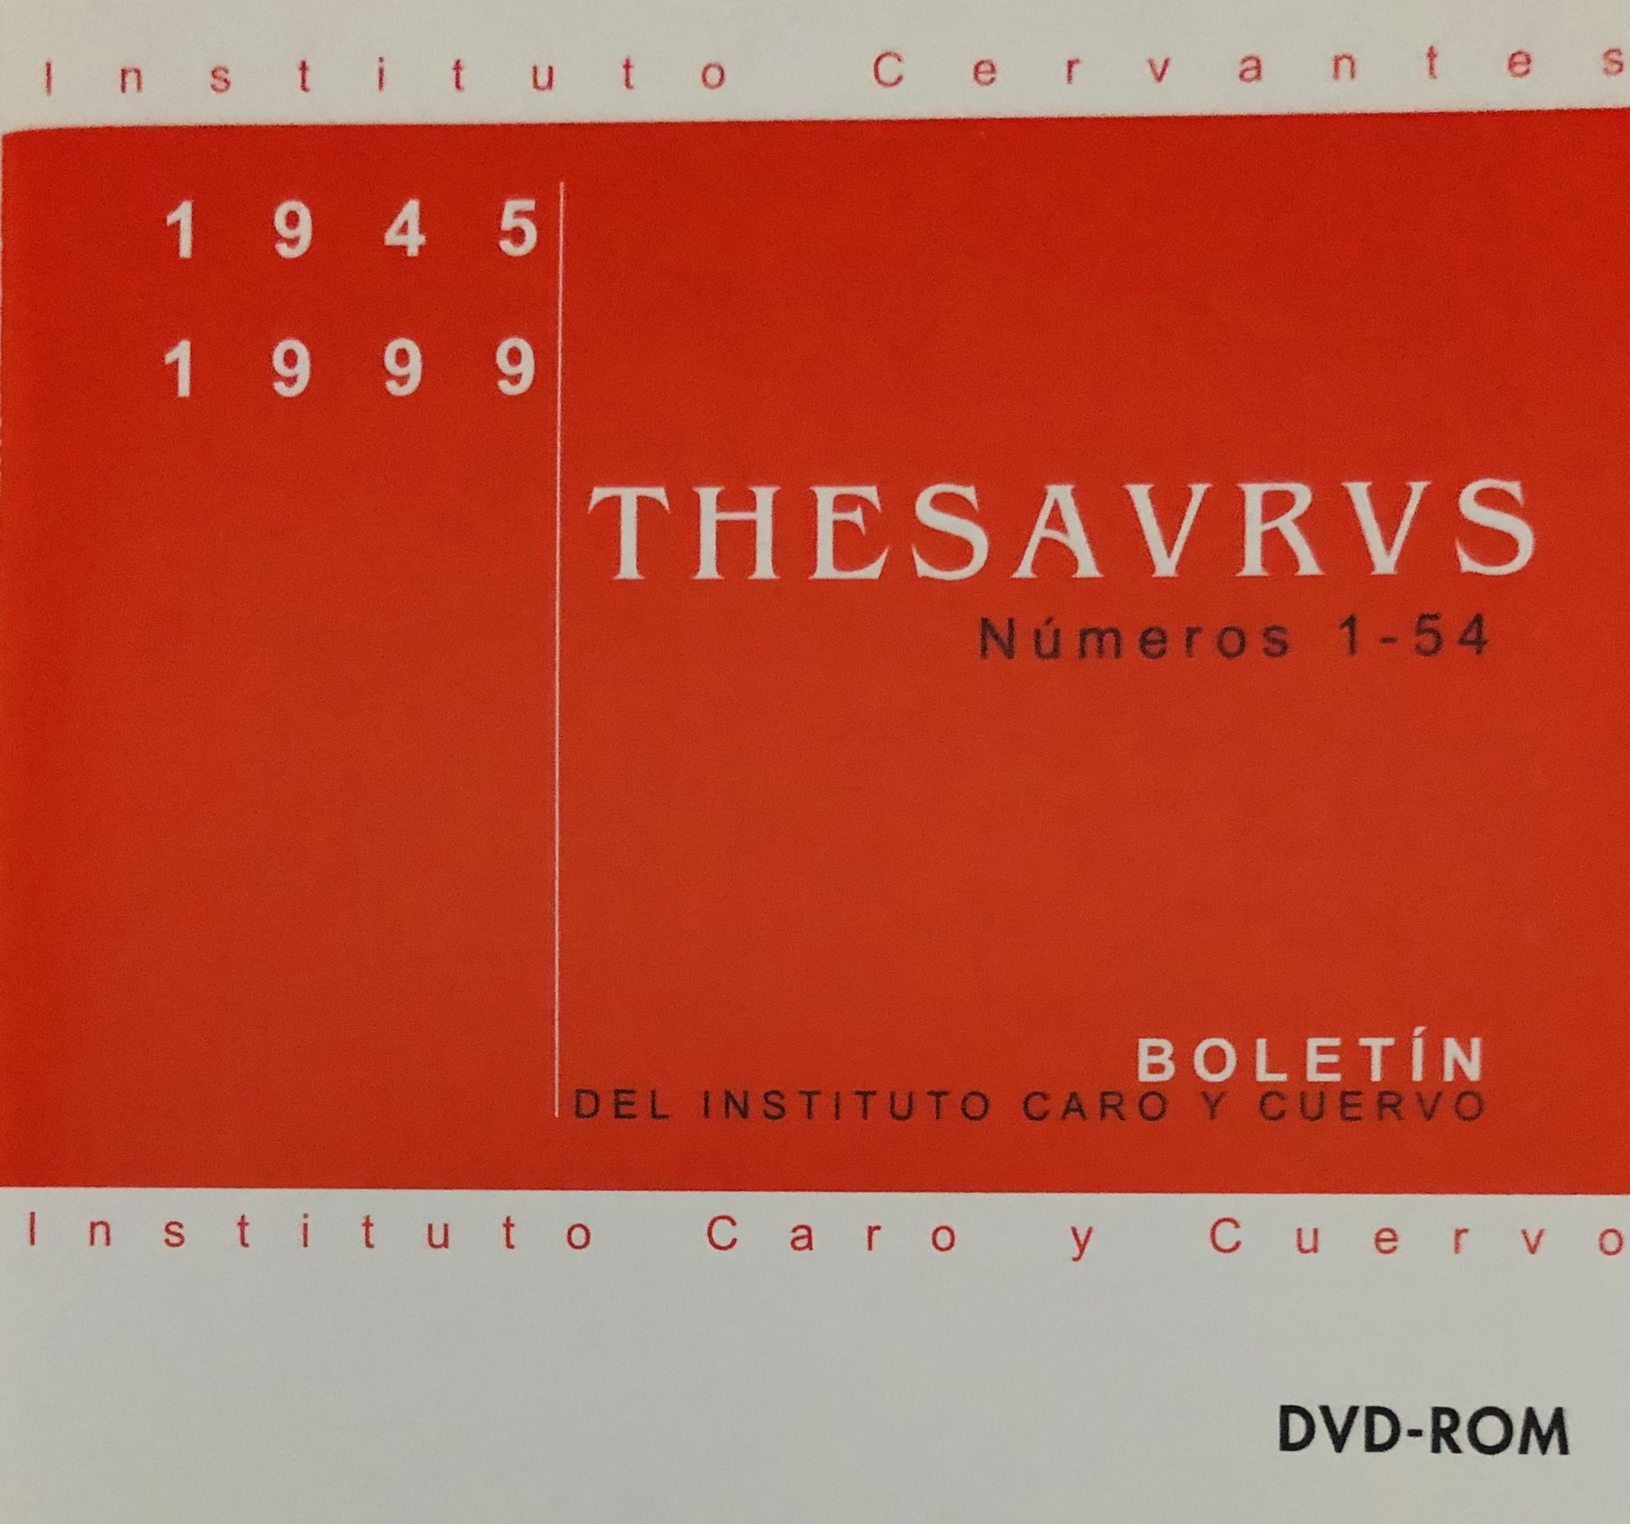 Instituto Cervantes
1945
1999
THESAVRVS
Números 1-54
BOLETÍN
DEL INSTITUTO CARO Y CUERVO
Instituto Caro y Cuervo
DVD-ROM